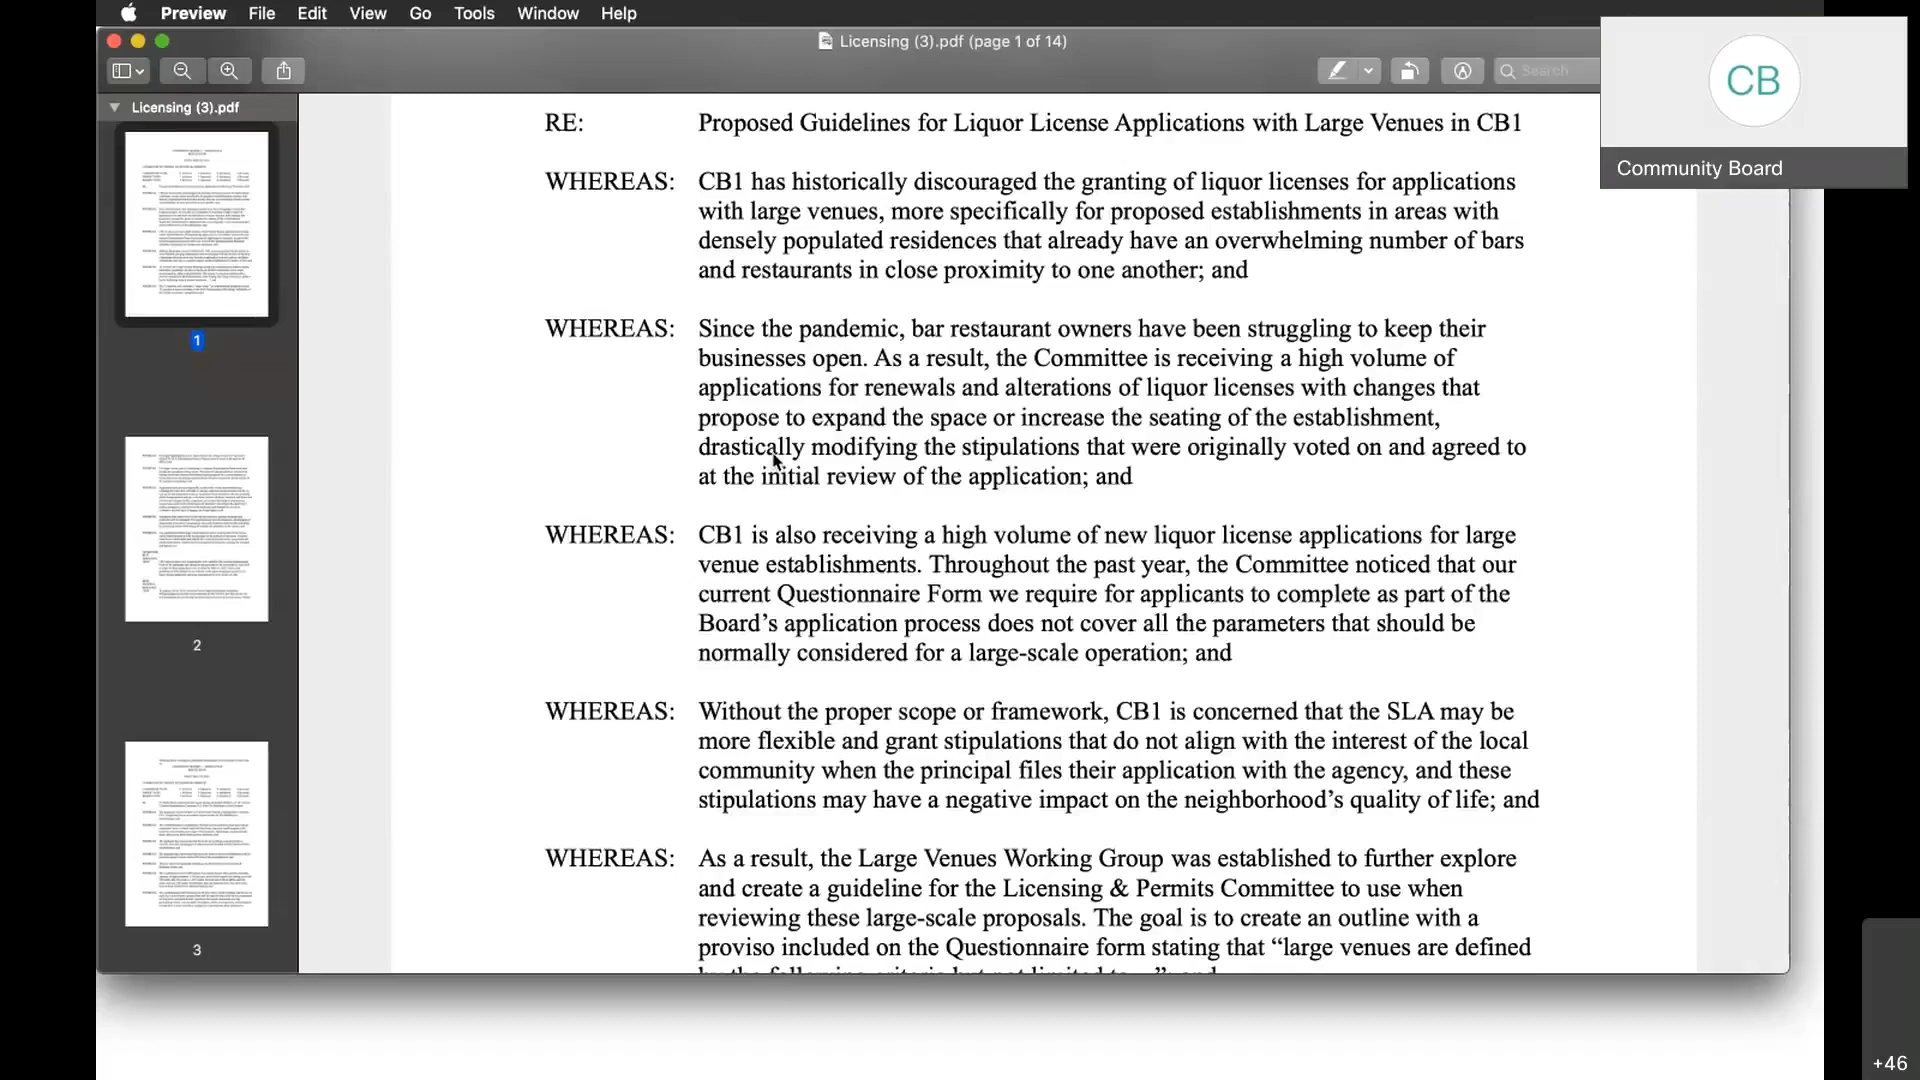 Preview File Edit View Go Tools Window Help
Licensing (3).pdf (page 1 of 14)
Search
CB
Community Board
Licensing (3).pdf
1
2
3
RE: Proposed Guidelines for Liquor License Applications with Large Venues in CB1
WHEREAS: CB1 has historically discouraged the granting of liquor licenses for applications
with large venues, more specifically for proposed establishments in areas with
densely populated residences that already have an overwhelming number of bars
and restaurants in close proximity to one another; and
WHEREAS: Since the pandemic, bar restaurant owners have been struggling to keep their
businesses open. As a result, the Committee is receiving a high volume of
applications for renewals and alterations of liquor licenses with changes that
propose to expand the space or increase the seating of the establishment,
drastically modifying the stipulations that were originally voted on and agreed to
at the initial review of the application; and
WHEREAS: CB1 is also receiving a high volume of new liquor license applications for large
venue establishments. Throughout the past year, the Committee noticed that our
current Questionnaire Form we require for applicants to complete as part of the
Board’s application process does not cover all the parameters that should be
normally considered for a large-scale operation; and
WHEREAS: Without the proper scope or framework, CB1 is concerned that the SLA may be
more flexible and grant stipulations that do not align with the interest of the local
community when the principal files their application with the agency, and these
stipulations may have a negative impact on the neighborhood’s quality of life; and
WHEREAS: As a result, the Large Venues Working Group was established to further explore
and create a guideline for the Licensing & Permits Committee to use when
reviewing these large-scale proposals. The goal is to create an outline with a
proviso included on the Questionnaire form stating that “large venues are defined
by the following criteria but not limited to…”; and
+46